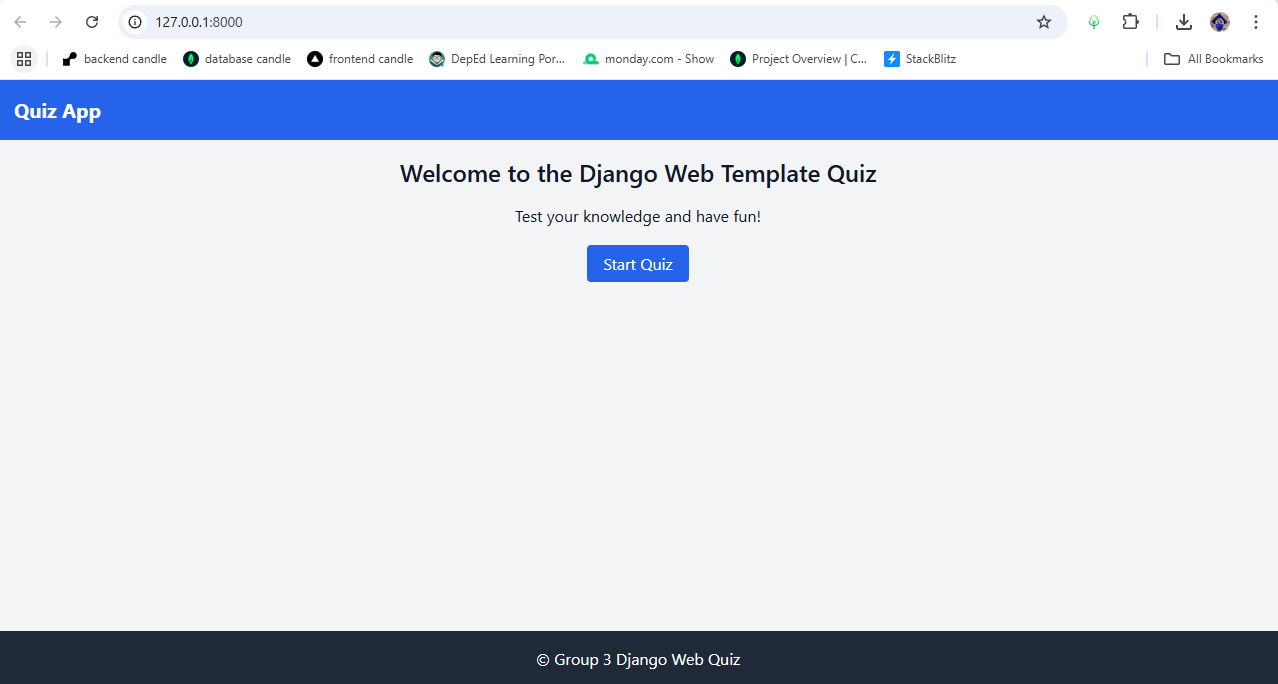 127.0.0.1:8000
backend candle database candle frontend candle DepEd Learning Por... monday.com - Show Project Overview | C... StackBlitz All Bookmarks
Quiz App
Welcome to the Django Web Template Quiz
Test your knowledge and have fun!
Start Quiz
© Group 3 Django Web Quiz